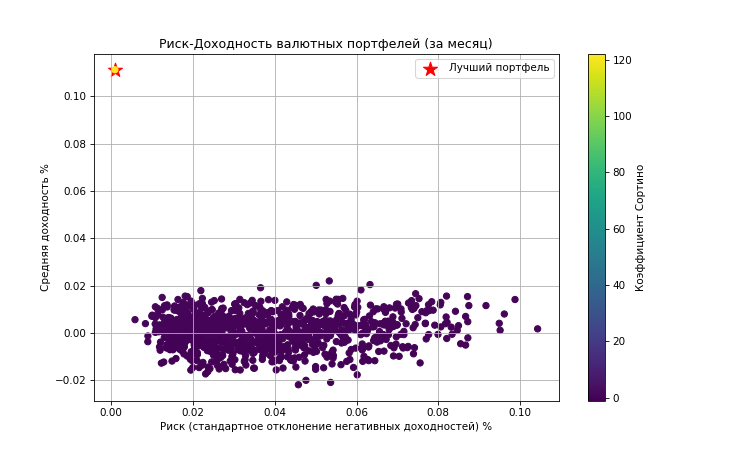 Риск-Доходность валютных портфелей (за месяц)
Лучший портфель
Средняя доходность %
0.10
0.08
0.06
0.04
0.02
0.00
−0.02
0.00 0.02 0.04 0.06 0.08 0.10
Риск (стандартное отклонение негативных доходностей) %
120
100
80
60
40
20
0
Коэффициент Сортино